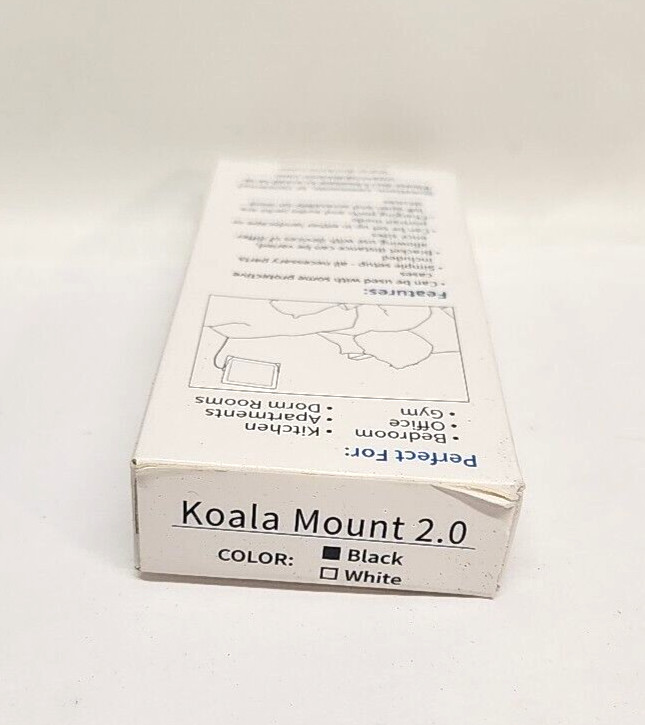 Koala Mount 2.0
COLOR:
■ Black
□ White
Perfect For:
• Bedroom
• Office
• Gym
• Kitchen
• Apartments
• Dorm Rooms
Features:
• Can be used with some protective
cases
• Simple setup - all necessary parts
included
• Bracket distance can be varied,
allowing use with devices of differ
ence sizes
• Can be set up in either landscape or
portrait mode